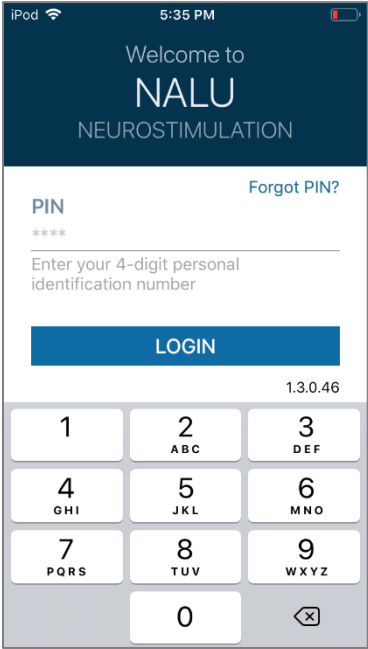 iPod 5:35 PM
Welcome to
NALU
NEUROSTIMULATION
Forgot PIN?
PIN
****
Enter your 4-digit personal
identification number
LOGIN
1.3.0.46
1 2 3
ABC DEF
4 5 6
GHI JKL MNO
7 8 9
PQRS TUV WXYZ
0